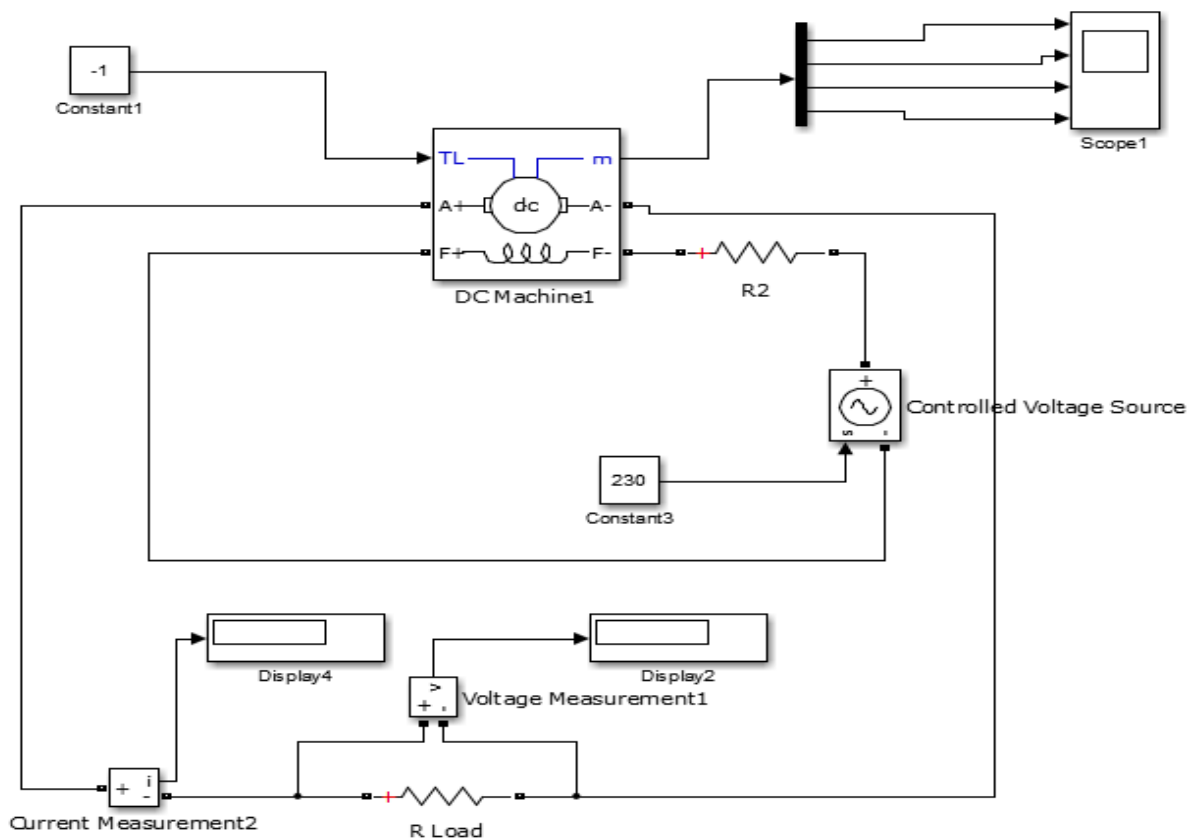 -1
Constant1
Scope1
TL m
A+ dc A-
F+ F-
DC Machine1
+
R2
+
s -
Controlled Voltage Source
230
Constant3
Display4
Display2
v
+ -
Voltage Measurement1
+ i
-
Current Measurement2
+
R Load